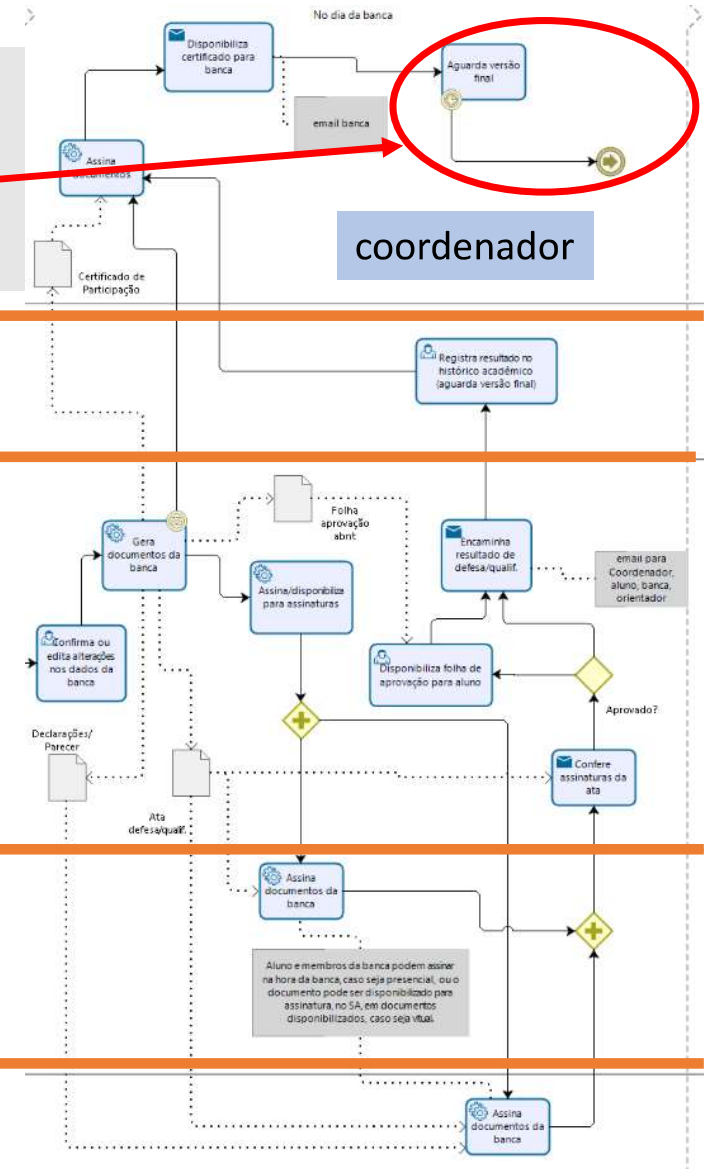 No dia da banca
Disponibiliza
certificado para
banca
Aguarda versão
final
email banca
Assina
documentos
coordenador
Certificado de
Participação
Registra resultado no
histórico acadêmico
(aguarda versão final)
Folha
aprovação
abnt
Gera
documentos da
banca
Encaminha
resultado de
defesa/qualif.
email para
Coordenador,
aluno, banca,
orientador
Assina/disponibiliza
para assinaturas
Confirma ou
edita alterações
nos dados da
banca
Disponibiliza folha de
aprovação para aluno
Aprovado?
Declarações/
Parecer
Confere
assinaturas da
ata
Ata
defesa/qualif.
Assina
documentos da
banca
Aluno e membros da banca podem assinar
na hora da banca, caso seja presencial, ou o
documento pode ser disponibilizado para
assinatura, no SA, em documentos
disponibilizados, caso seja vitual.
Assina
documentos da
banca